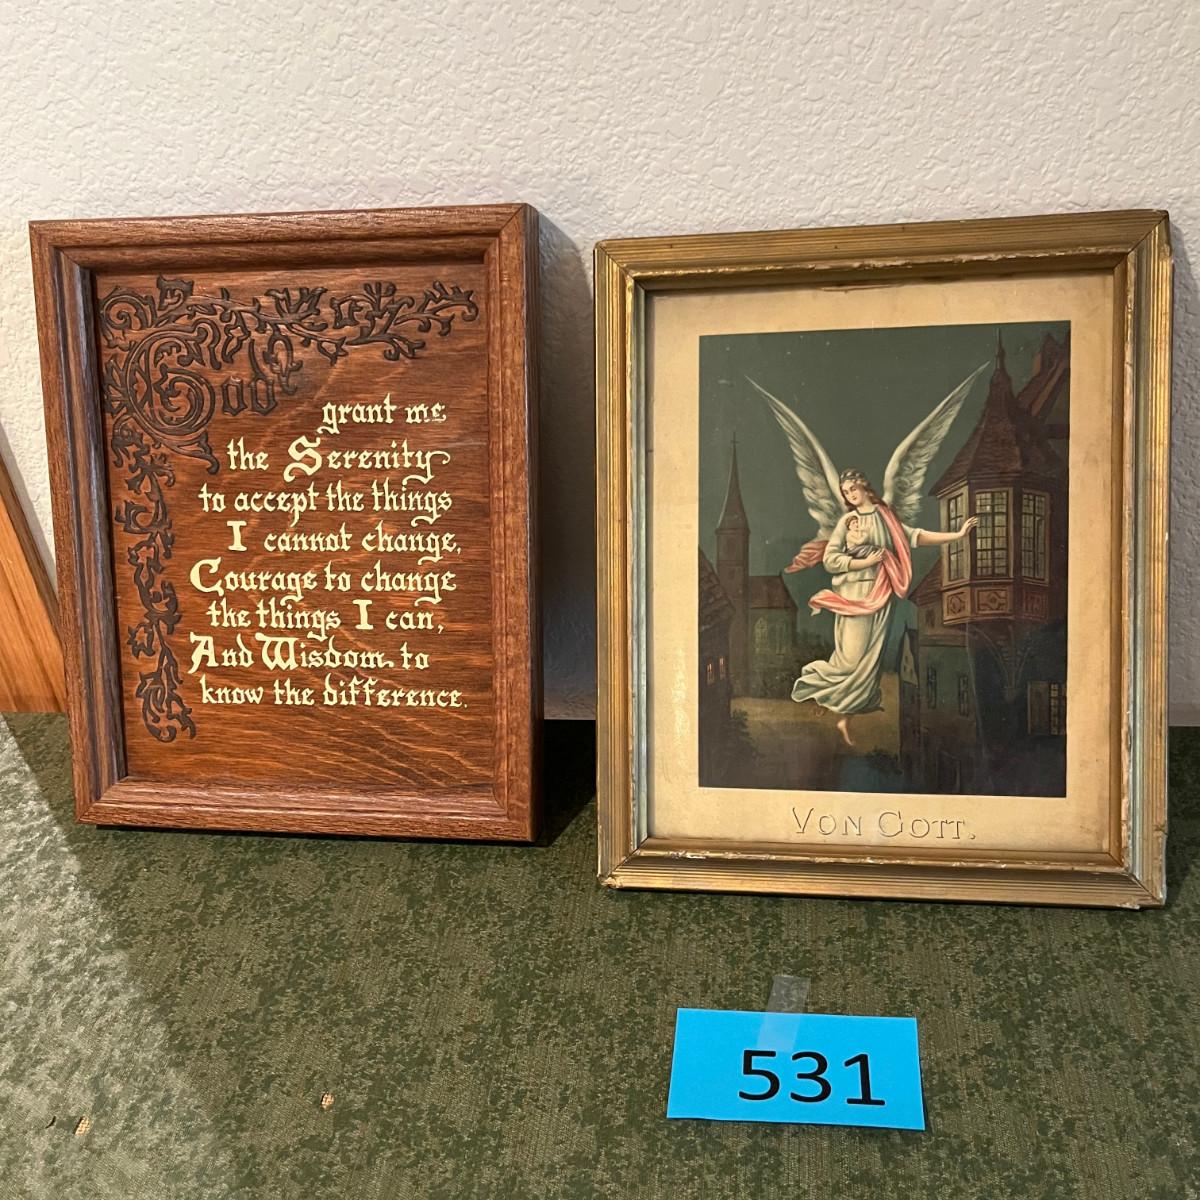 God
grant me
the Serenity
to accept the things
I cannot change,
Courage to change
the things I can,
And Wisdom to
know the difference.
VON GOTT.
531